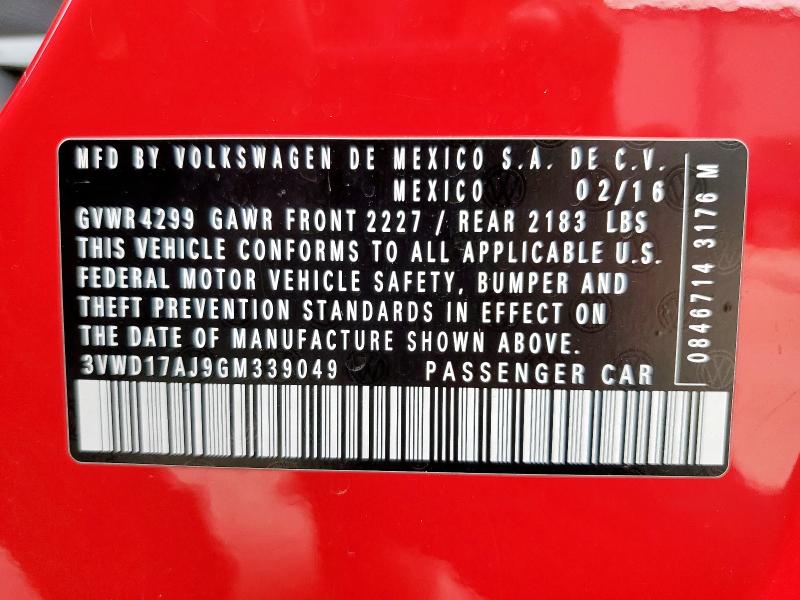 MFD BY VOLKSWAGEN DE MEXICO S.A. DE C.V.
MEXICO 02/16
GVWR 4299 GAWR FRONT 2227 / REAR 2183 LBS
THIS VEHICLE CONFORMS TO ALL APPLICABLE U.S.
FEDERAL MOTOR VEHICLE SAFETY, BUMPER AND
THEFT PREVENTION STANDARDS IN EFFECT ON
THE DATE OF MANUFACTURE SHOWN ABOVE.
3VWD17AJ9GM339049 PASSENGER CAR
0846714 3176 M